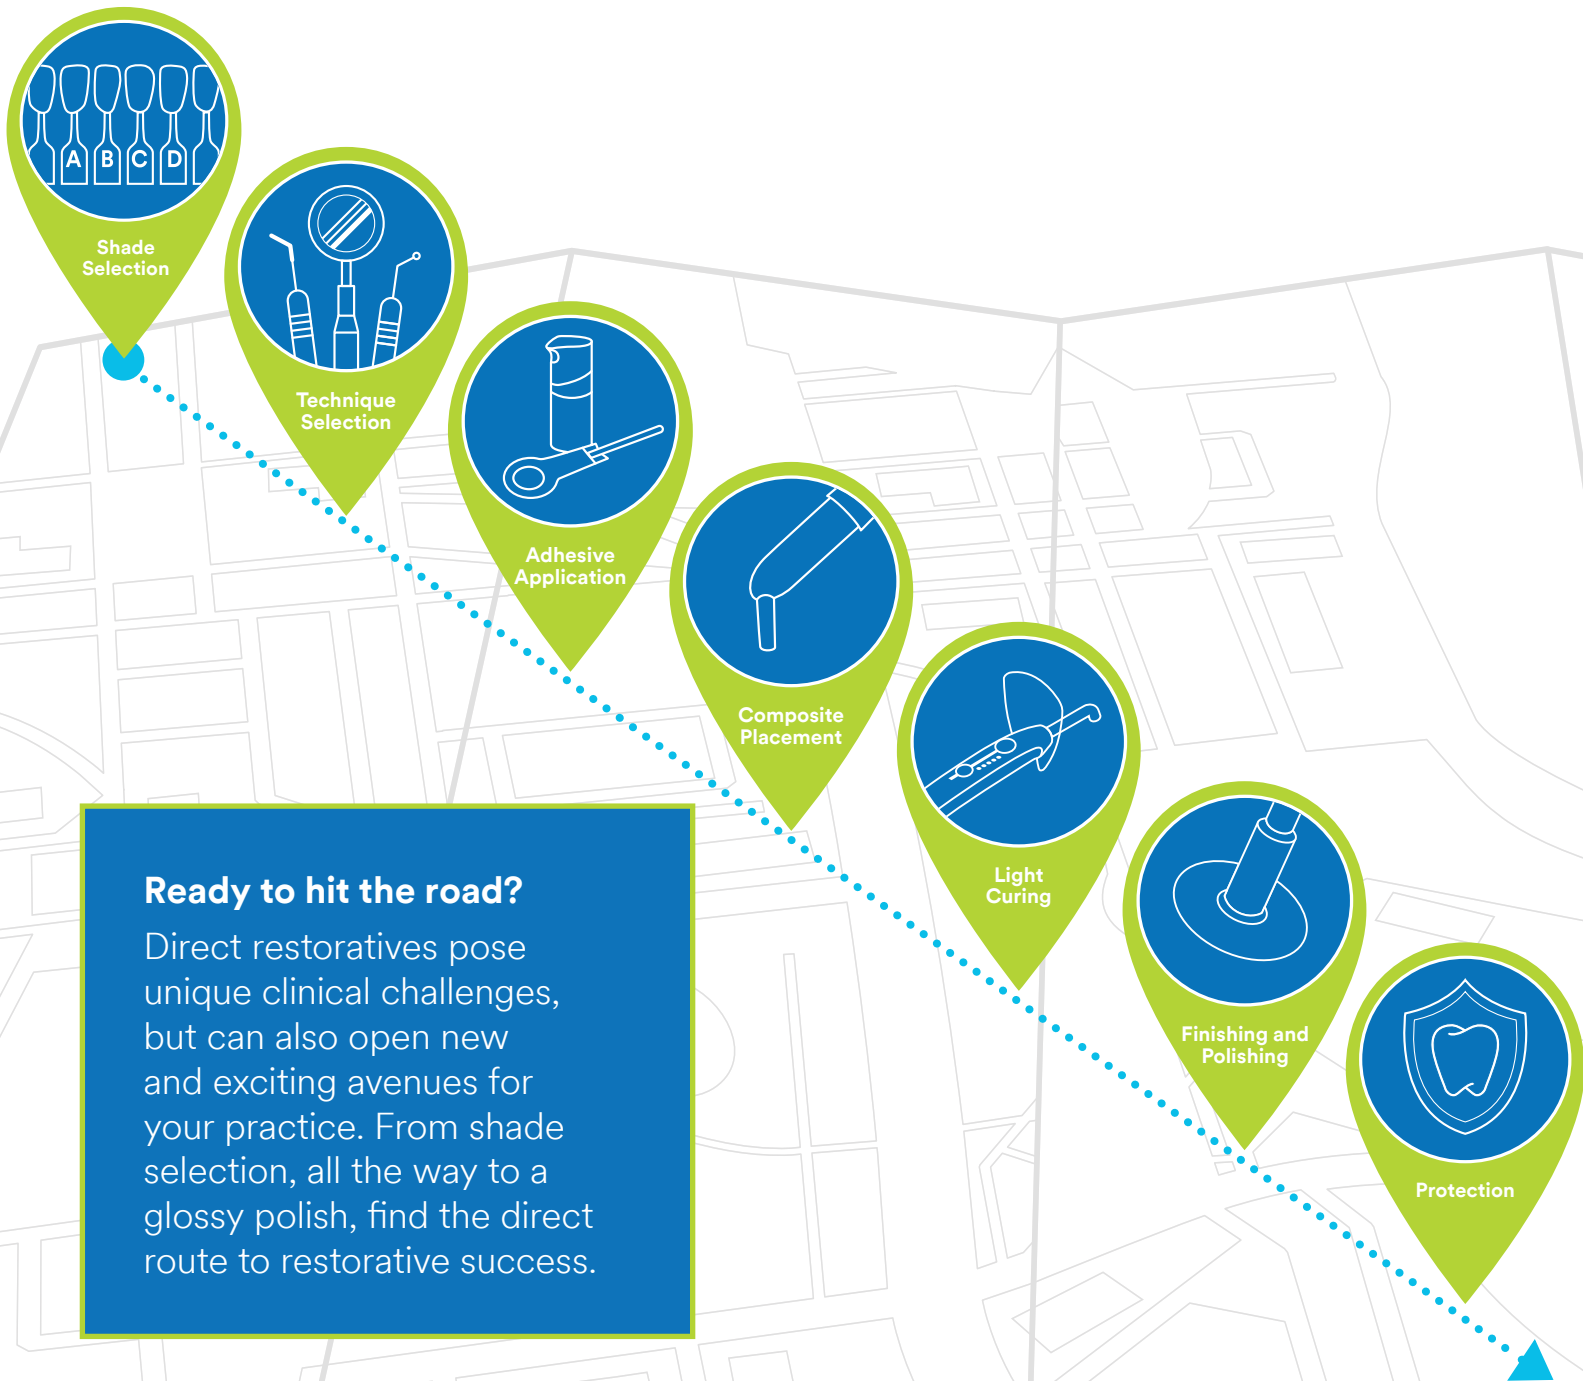 A B C D
Shade
Selection
Technique
Selection
Adhesive
Application
Composite
Placement
Light
Curing
Finishing and
Polishing
Protection
Ready to hit the road?
Direct restoratives pose
unique clinical challenges,
but can also open new
and exciting avenues for
your practice. From shade
selection, all the way to a
glossy polish, find the direct
route to restorative success.